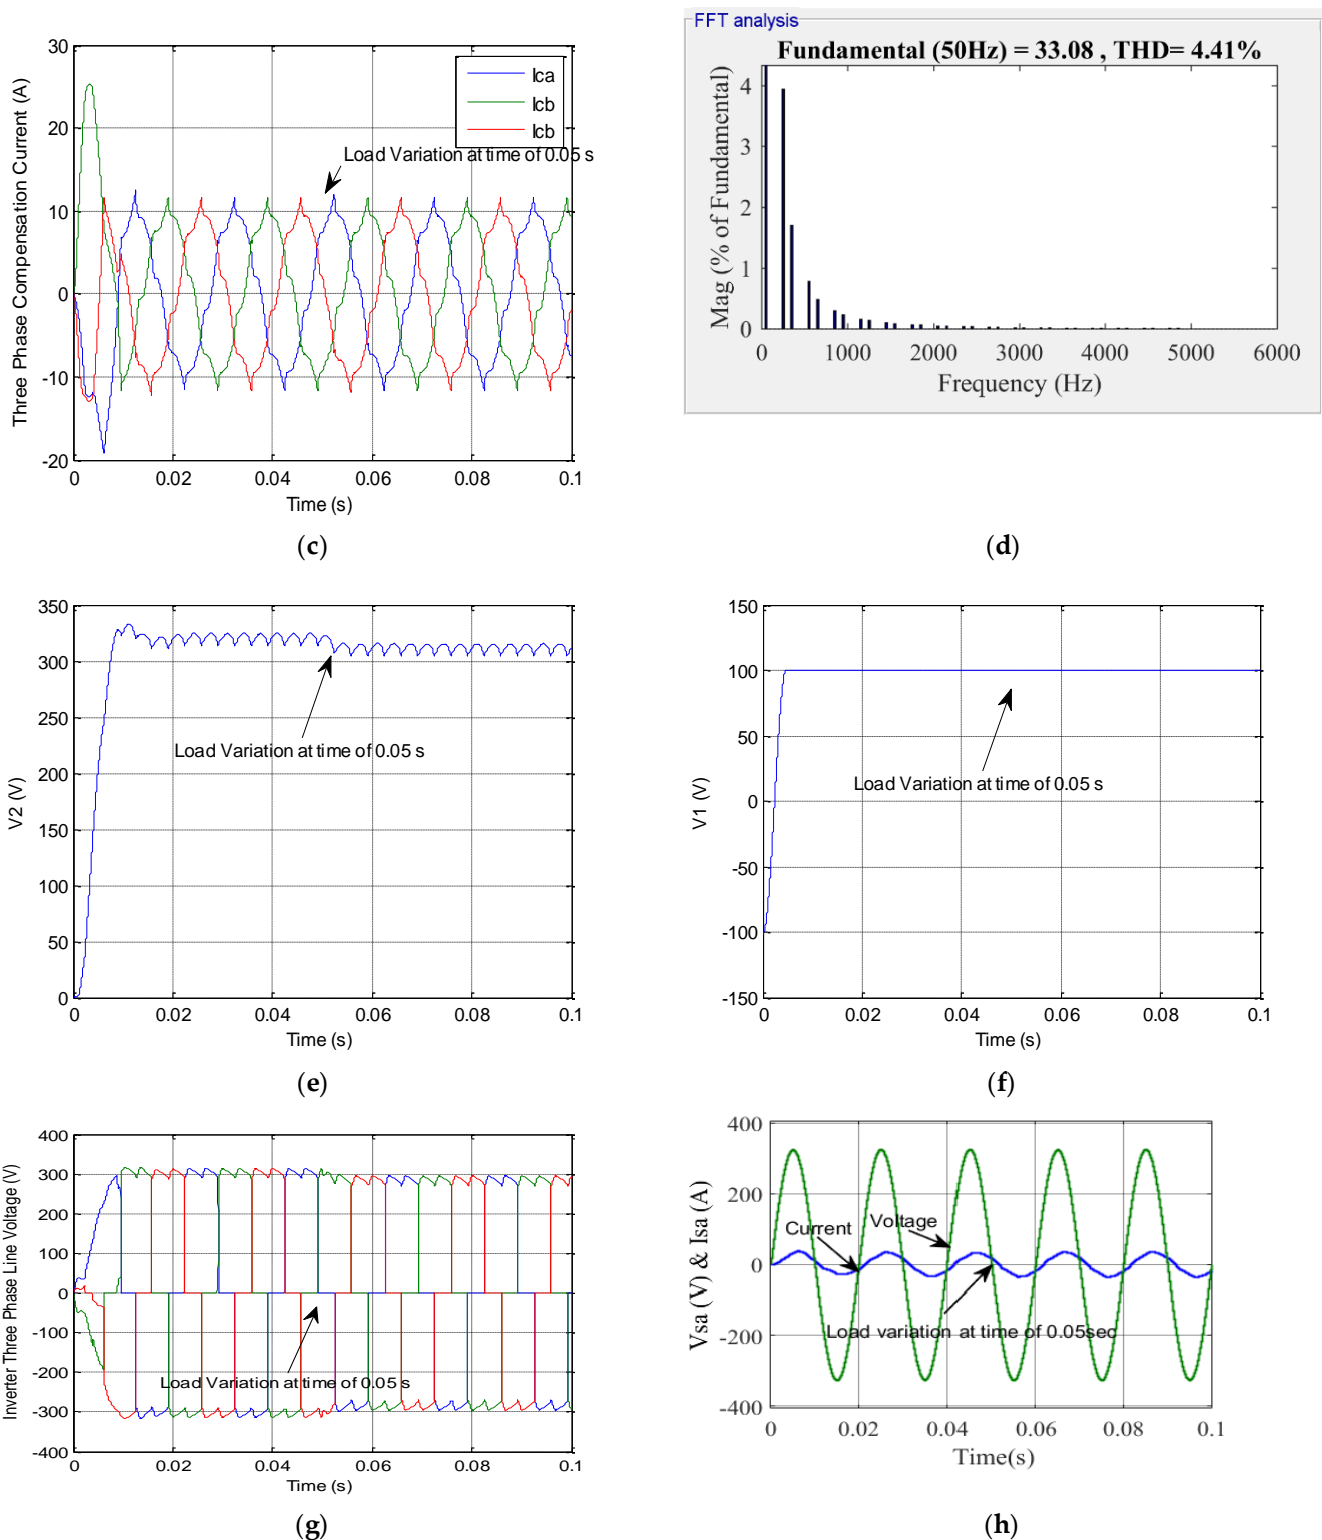 30
20
10
0
-10
-20
Three Phase Compensation Current (A)
Ica
Icb
Icb
Load Variation at time of 0.05 s
0 0.02 0.04 0.06 0.08 0.1
Time (s)
(c)
FFT analysis
Fundamental (50Hz) = 33.08 , THD= 4.41%
4
3
2
1
0
Mag (% of Fundamental)
0 1000 2000 3000 4000 5000 6000
Frequency (Hz)
(d)
350
300
250
200
150
100
50
0
V2 (V)
Load Variation at time of 0.05 s
0 0.02 0.04 0.06 0.08 0.1
Time (s)
(e)
150
100
50
0
-50
-100
-150
V1 (V)
Load Variation at time of 0.05 s
0 0.02 0.04 0.06 0.08 0.1
Time (s)
(f)
400
300
200
100
0
-100
-200
-300
-400
Inverter Three Phase Line Voltage (V)
Load Variation at time of 0.05 s
0 0.02 0.04 0.06 0.08 0.1
Time (s)
(g)
400
200
0
-200
-400
Vsa (V) & Isa (A)
Current
Voltage
Load variation at time of 0.05sec
0 0.02 0.04 0.06 0.08 0.1
Time(s)
(h)